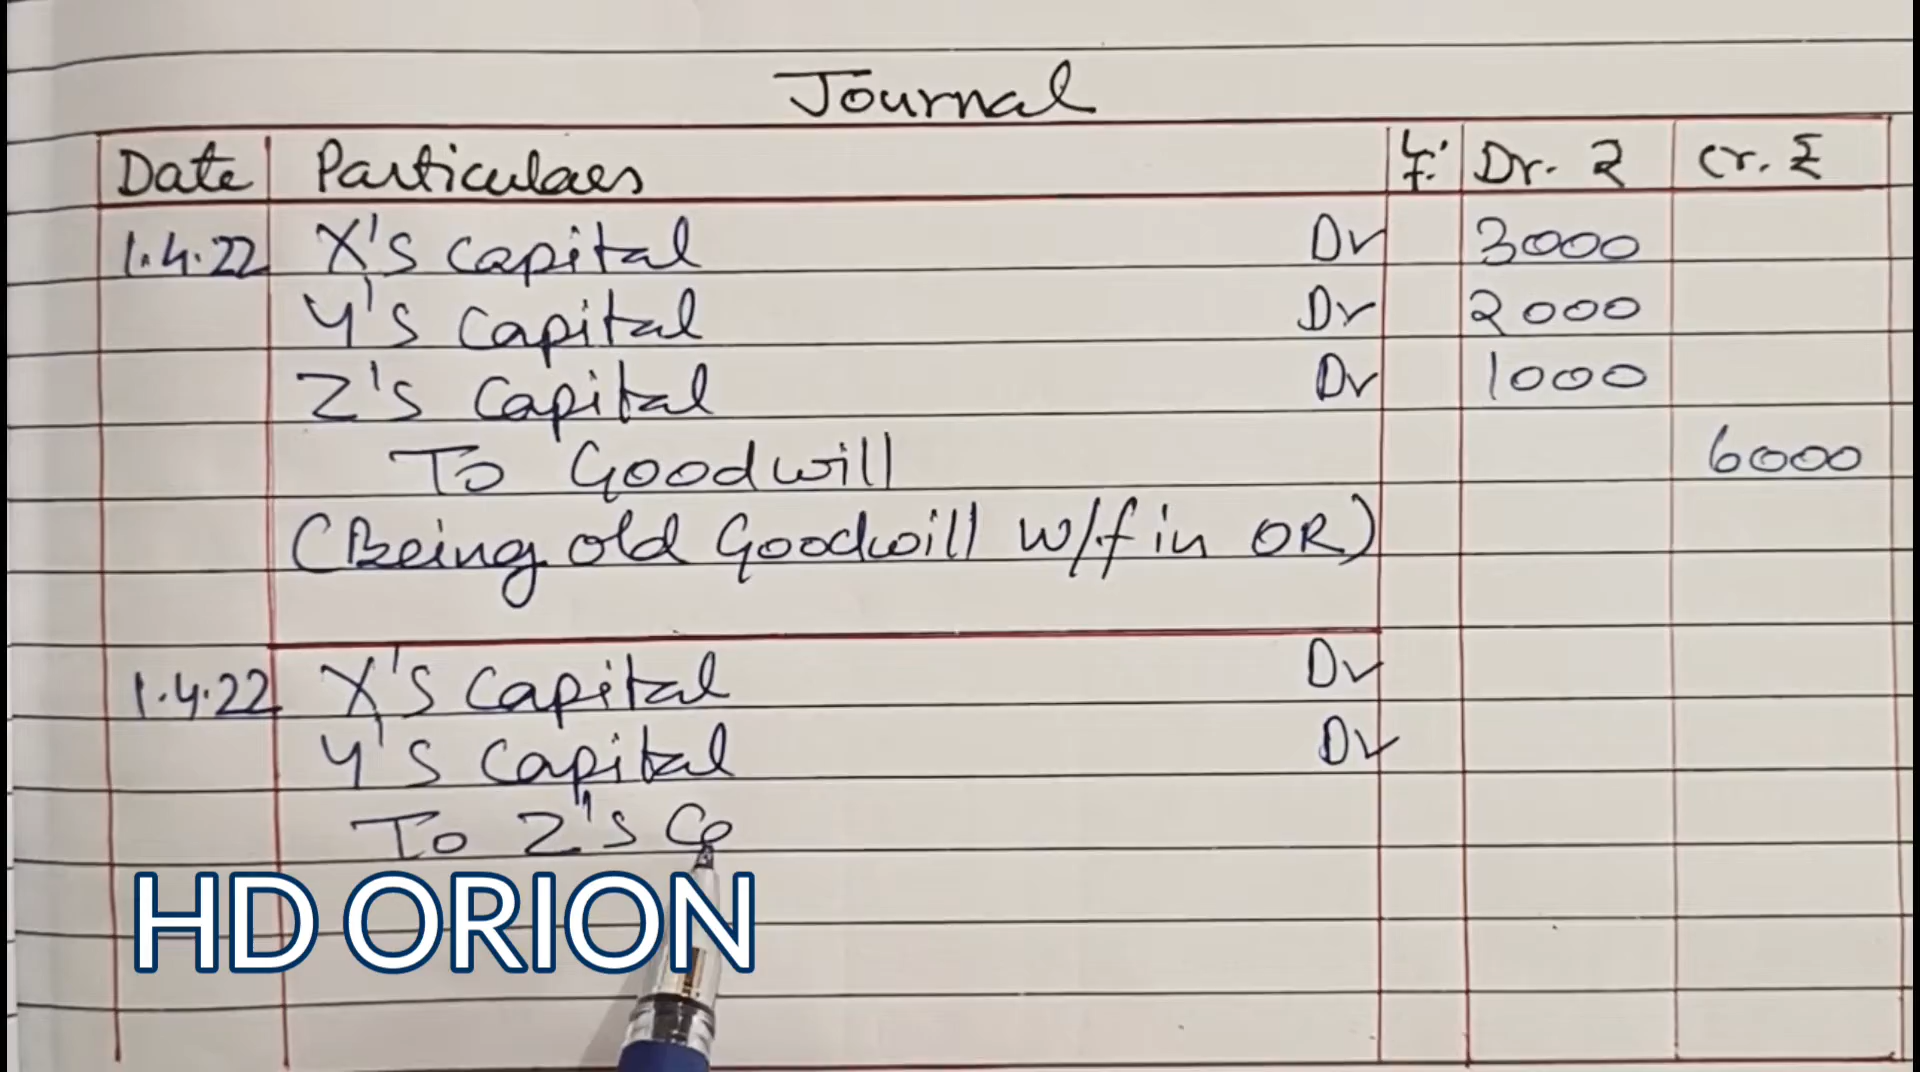 Journal
Date Particulars L.f. Dr. ₹ Cr. ₹
1.4.22 X's Capital Dr 3000
Y's Capital Dr 2000
Z's Capital Dr 1000
To Goodwill 6000
(Being old Goodwill w/f in OR)
1.4.22 X's Capital Dr
Y's Capital Dr
To Z's Ca
HD ORION